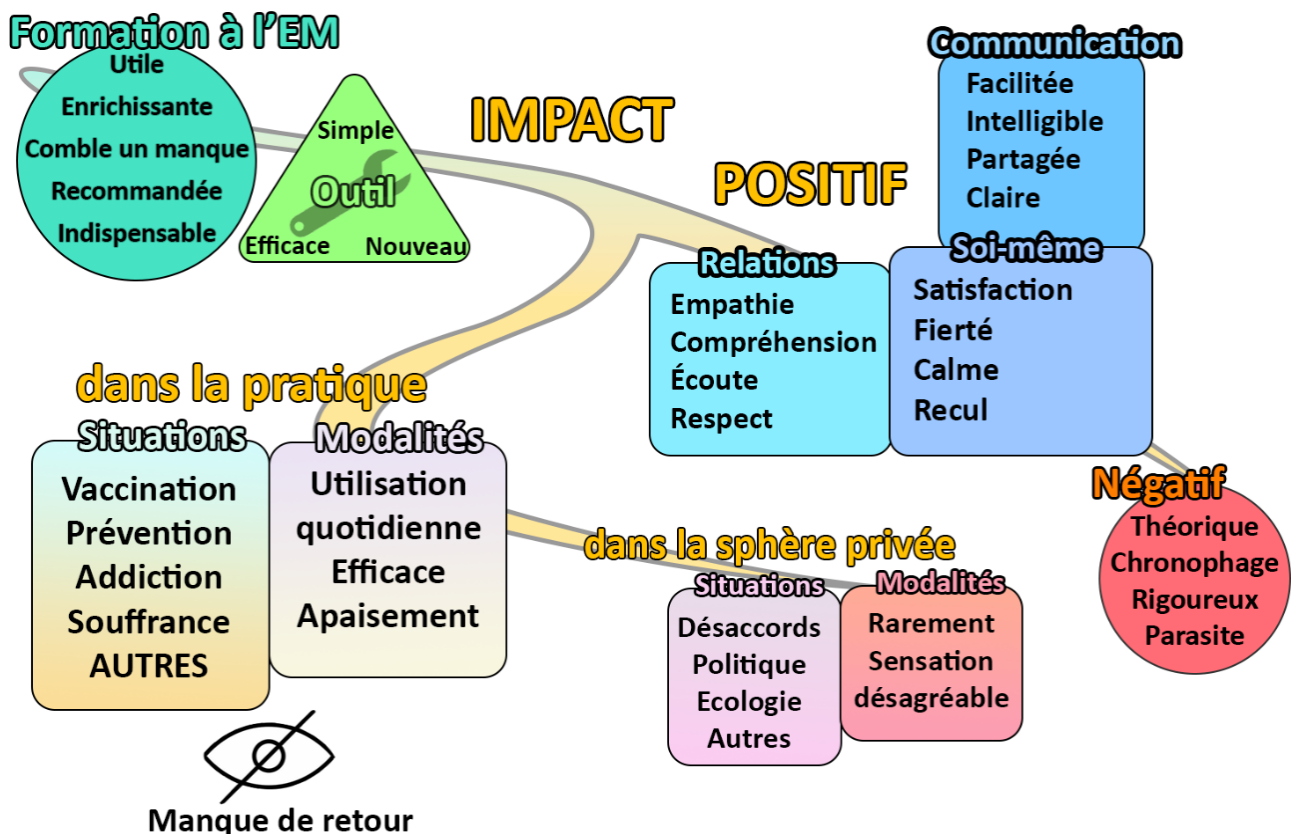 Formation à l'EM
Utile
Enrichissante
Comble un manque
Recommandée
Indispensable
Simple
Outil
Efficace Nouveau
IMPACT
POSITIF
Communication
Facilitée
Intelligible
Partagée
Claire
Relations
Empathie
Compréhension
Écoute
Respect
Soi-même
Satisfaction
Fierté
Calme
Recul
Négatif
Théorique
Chronophage
Rigoureux
Parasite
dans la pratique
Situations
Vaccination
Prévention
Addiction
Souffrance
AUTRES
Modalités
Utilisation
quotidienne
Efficace
Apaisement
dans la sphère privée
Situations
Désaccords
Politique
Ecologie
Autres
Modalités
Rarement
Sensation
désagréable
Manque de retour